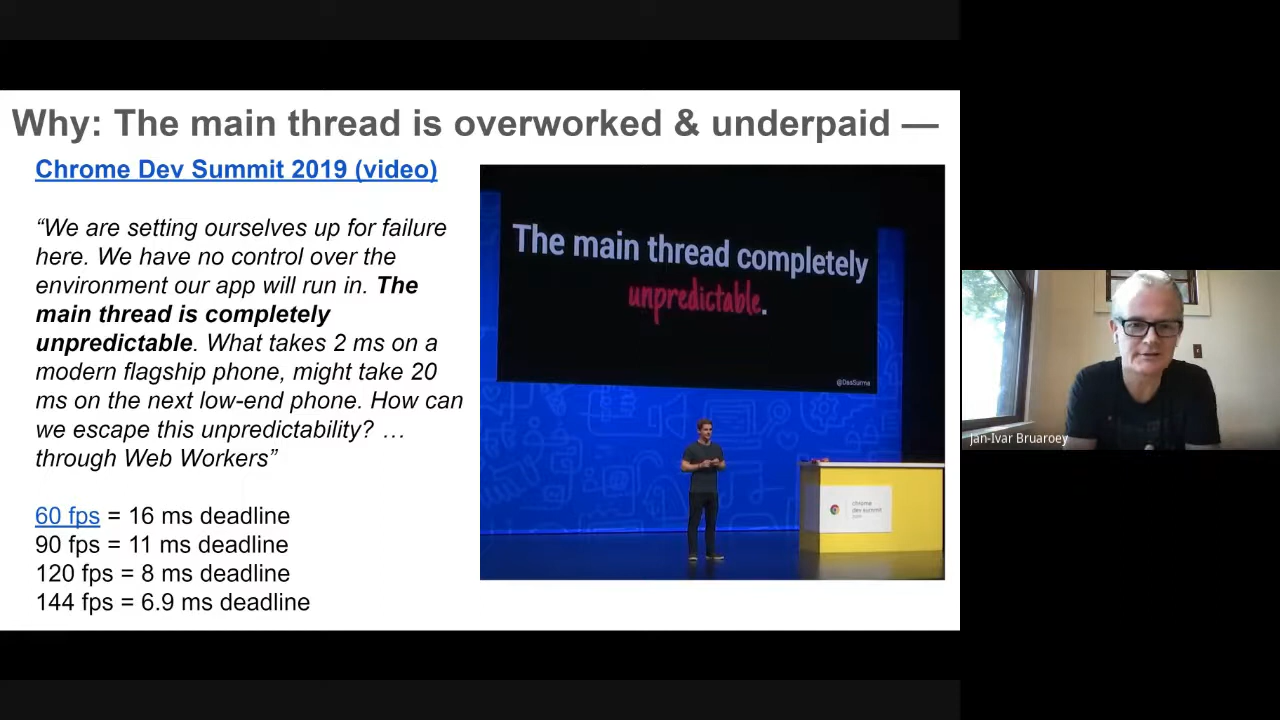 Why: The main thread is overworked & underpaid —
Chrome Dev Summit 2019 (video)
“We are setting ourselves up for failure
here. We have no control over the
environment our app will run in. The
main thread is completely
unpredictable. What takes 2 ms on a
modern flagship phone, might take 20
ms on the next low-end phone. How can
we escape this unpredictability? …
through Web Workers”
60 fps = 16 ms deadline
90 fps = 11 ms deadline
120 fps = 8 ms deadline
144 fps = 6.9 ms deadline
The main thread completely
unpredictable.
@DasSurma
chrome
dev summit
Jan-Ivar Bruaroey